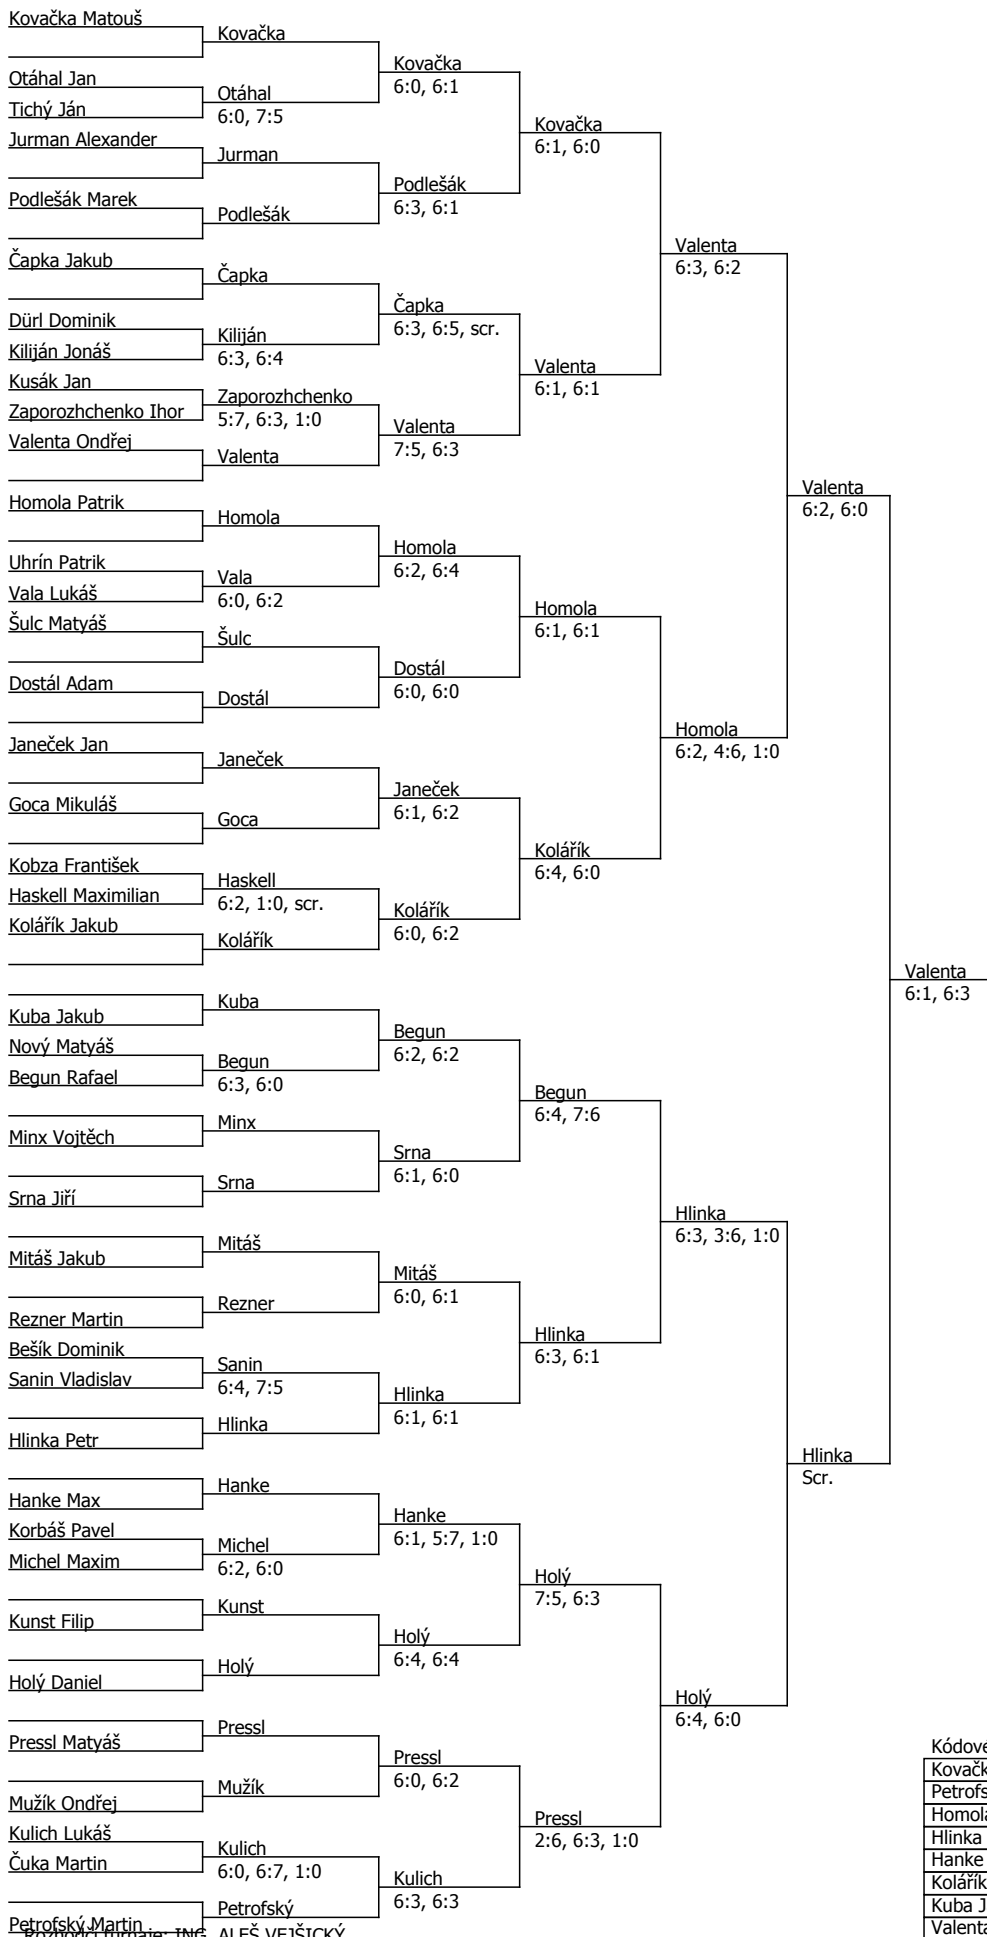 Kovačka Matouš
Kovačka
Kovačka
6:0, 6:1
Otáhal Jan
Otáhal
Tichý Ján
6:0, 7:5
Kovačka
6:1, 6:0
Jurman Alexander
Jurman
Podlešák
6:3, 6:1
Podlešák Marek
Podlešák
Valenta
6:3, 6:2
Čapka Jakub
Čapka
Čapka
6:3, 6:5, scr.
Dürl Dominik
Kiliján
Kiliján Jonáš
6:3, 6:4
Valenta
6:1, 6:1
Kusák Jan
Zaporozhchenko
Zaporozhchenko Ihor
5:7, 6:3, 1:0
Valenta
7:5, 6:3
Valenta Ondřej
Valenta
Valenta
6:2, 6:0
Homola Patrik
Homola
Homola
6:2, 6:4
Uhrín Patrik
Vala
Vala Lukáš
6:0, 6:2
Homola
6:1, 6:1
Šulc Matyáš
Šulc
Dostál
6:0, 6:0
Dostál Adam
Dostál
Homola
6:2, 4:6, 1:0
Janeček Jan
Janeček
Janeček
6:1, 6:2
Goca Mikuláš
Goca
Kolářík
6:4, 6:0
Kobza František
Haskell
Haskell Maximilian
6:2, 1:0, scr.
Kolářík
6:0, 6:2
Kolářík Jakub
Kolářík
Valenta
6:1, 6:3
Kuba
Kuba Jakub
Begun
6:2, 6:2
Nový Matyáš
Begun
Begun Rafael
6:3, 6:0
Begun
6:4, 7:6
Minx
Minx Vojtěch
Srna
6:1, 6:0
Srna
Srna Jiří
Hlinka
6:3, 3:6, 1:0
Mitáš
Mitáš Jakub
Mitáš
6:0, 6:1
Rezner
Rezner Martin
Hlinka
6:3, 6:1
Bešík Dominik
Sanin
Sanin Vladislav
6:4, 7:5
Hlinka
6:1, 6:1
Hlinka
Hlinka Petr
Hlinka
Scr.
Hanke
Hanke Max
Hanke
6:1, 5:7, 1:0
Korbáš Pavel
Michel
Michel Maxim
6:2, 6:0
Holý
7:5, 6:3
Kunst
Kunst Filip
Holý
6:4, 6:4
Holý
Holý Daniel
Holý
6:4, 6:0
Pressl
Pressl Matyáš
Pressl
6:0, 6:2
Mužík
Mužík Ondřej
Pressl
2:6, 6:3, 1:0
Kulich Lukáš
Kulich
Čuka Martin
6:0, 6:7, 1:0
Kulich
6:3, 6:3
Petrofský
Petrofský Martin
Rozhodčí turnaje: ING. ALEŠ VEJŠICKÝ
Kódové
Kovačk
Petrofs
Homola
Hlinka
Hanke
Kolářík
Kuba J
Valenta